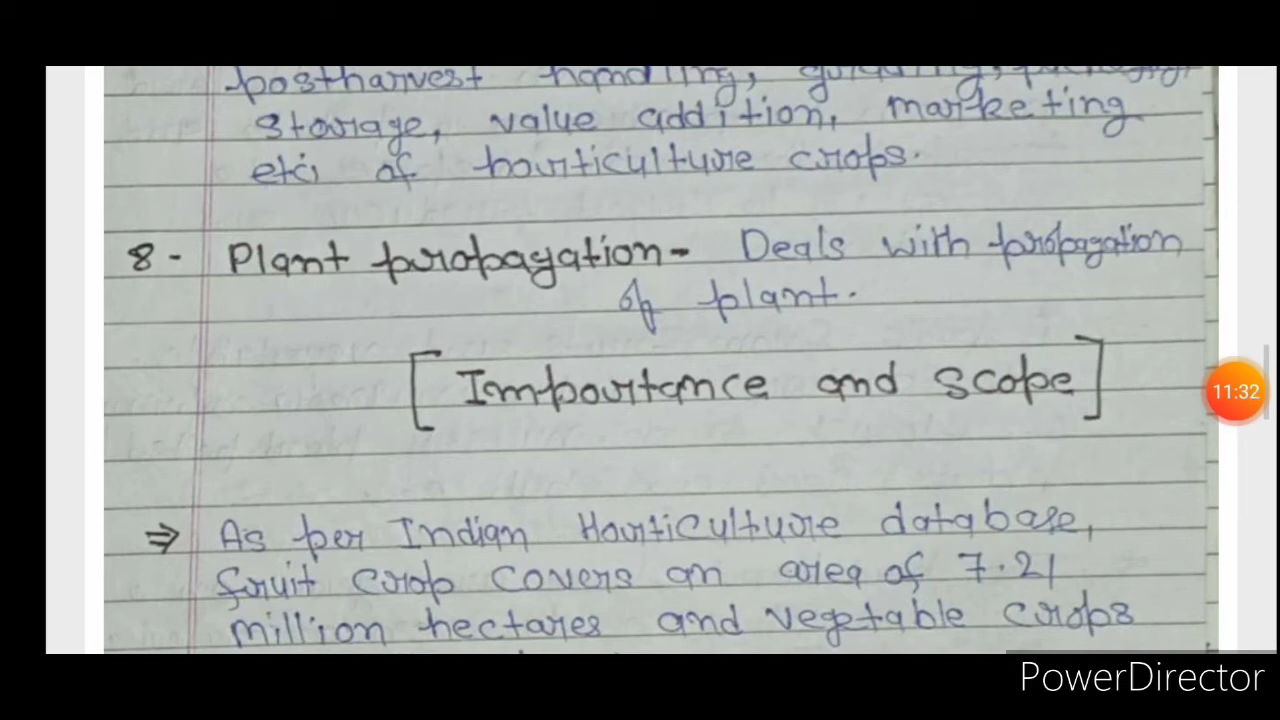 postharvest handling,
storage, value addition, marketing
etc. of horticulture crops.
8- Plant propagation- Deals with propagation
of plant.
[Importance and scope]
11:32
⇒ As per Indian Horticulture database,
fruit crop covers an area of 7.21
million hectares and vegetable crops
PowerDirector